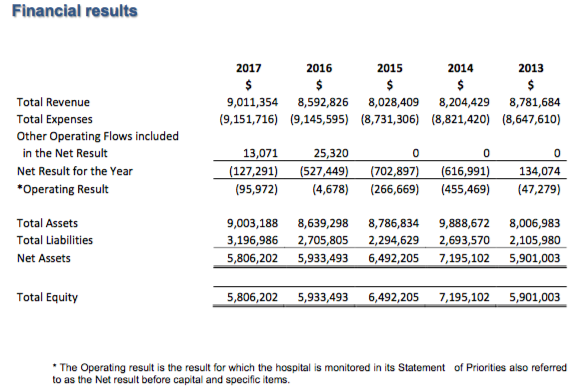 Financial results
2017 2016 2015 2014 2013
$ $ $ $ $
Total Revenue 9,011,354 8,592,826 8,028,409 8,204,429 8,781,684
Total Expenses (9,151,716) (9,145,595) (8,731,306) (8,821,420) (8,647,610)
Other Operating Flows included
in the Net Result 13,071 25,320 0 0 0
Net Result for the Year (127,291) (527,449) (702,897) (616,991) 134,074
*Operating Result (95,972) (4,678) (266,669) (455,469) (47,279)
Total Assets 9,003,188 8,639,298 8,786,834 9,888,672 8,006,983
Total Liabilities 3,196,986 2,705,805 2,294,629 2,693,570 2,105,980
Net Assets 5,806,202 5,933,493 6,492,205 7,195,102 5,901,003
Total Equity 5,806,202 5,933,493 6,492,205 7,195,102 5,901,003
* The Operating result is the result for which the hospital is monitored in its Statement of Priorities also referred
to as the Net result before capital and specific items.